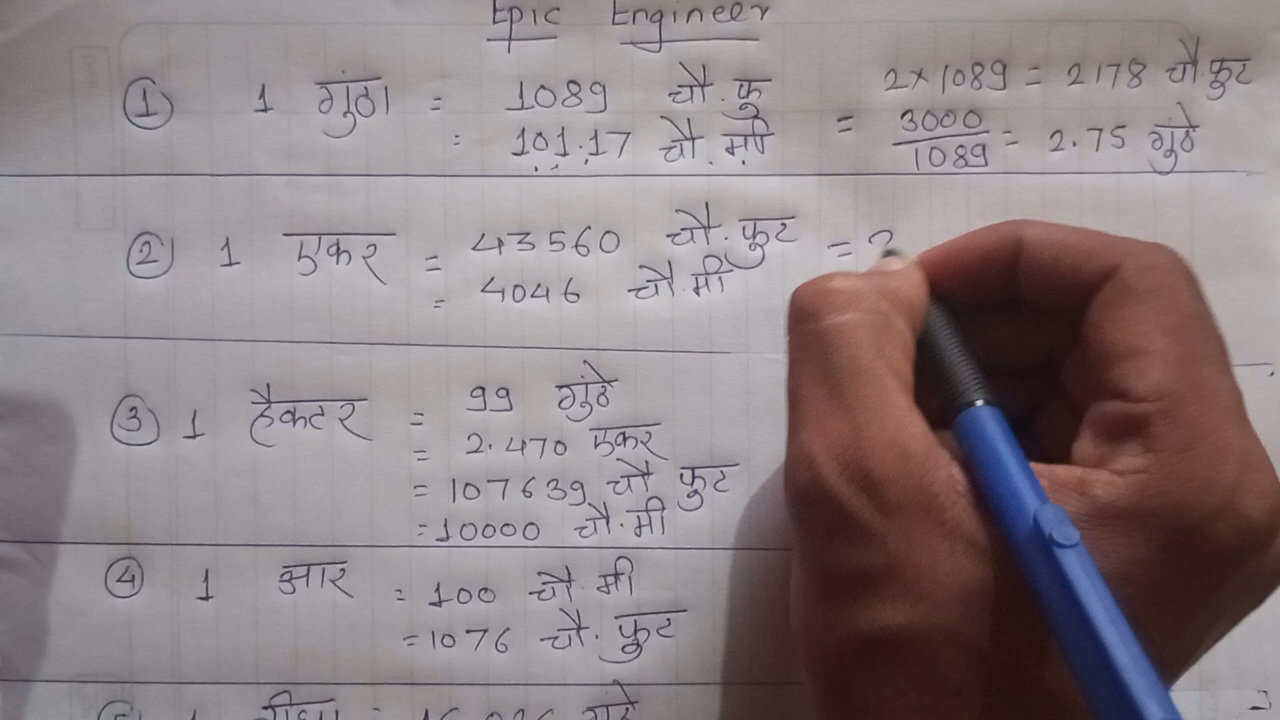 Epic Engineer
① 1 गुंठा = 1089 चौ.फु = 2×1089 = 2178 चौ फुट
= 101.17 चौ.मी 3000/1089 = 2.75 गुंठे
② 1 एकर = 43560 चौ.फुट = 2
= 4046 चौ.मी
③ 1 हैक्टर = 99 गुंठे
= 2.470 एकर
= 107639 चौ फुट
= 10000 चौ.मी
④ 1 आर = 100 चौ.मी
= 1076 चौ.फुट